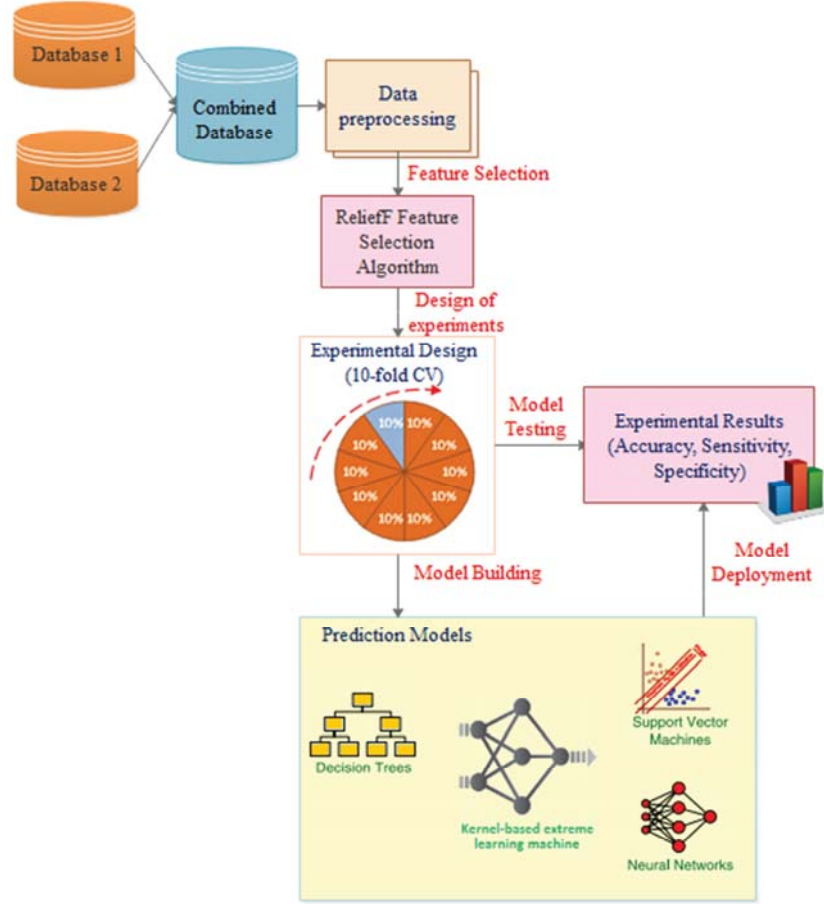 Database 1
Combined
Database
Data
preprocessing
Database 2
Feature Selection
ReliefF Feature
Selection
Algorithm
Design of
experiments
Experimental Design
(10-fold CV)
10% 10%
10% 10%
10% 10%
10% 10%
10% 10%
Model
Testing
Experimental Results
(Accuracy, Sensitivity,
Specificity)
Model Building
Model
Deployment
Prediction Models
Decision Trees
Kernel-based extreme
learning machine
Support Vector
Machines
Neural Networks